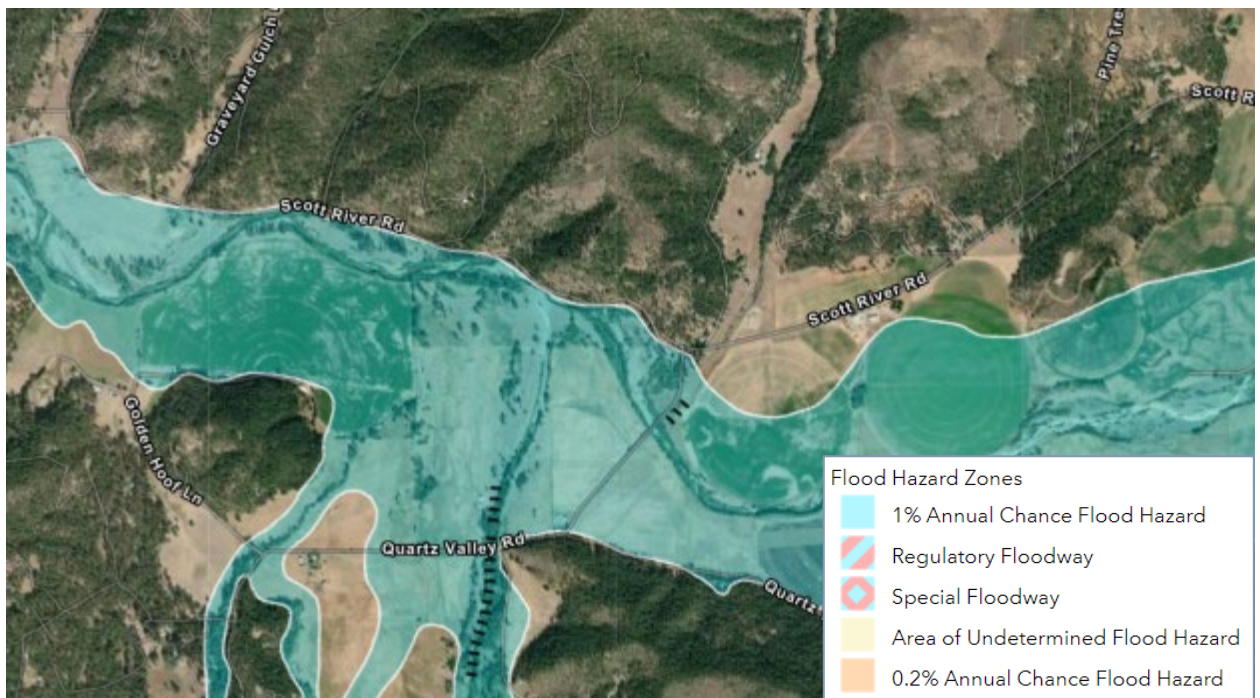 Graveyard Gulch
Pine Tre
Scott R
Scott River Rd
Scott River Rd
Golden Hoof Ln
Quartz Valley Rd
Quartz
Flood Hazard Zones
1% Annual Chance Flood Hazard
Regulatory Floodway
Special Floodway
Area of Undetermined Flood Hazard
0.2% Annual Chance Flood Hazard